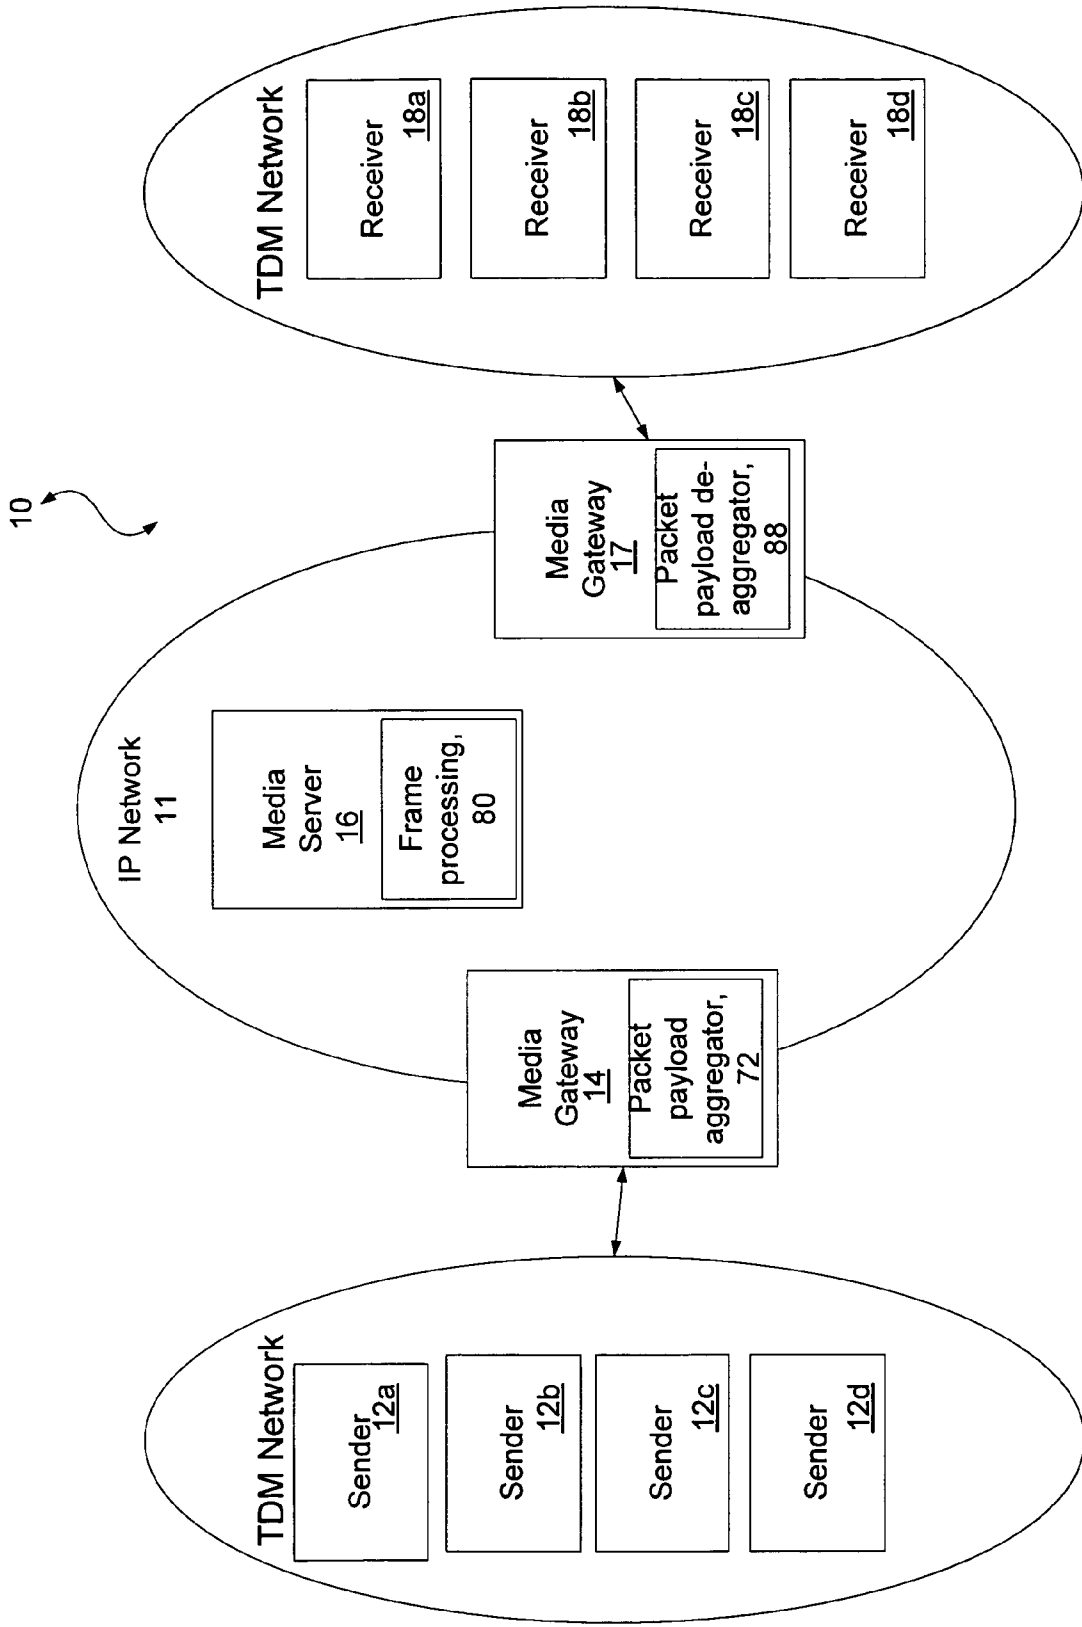 10
TDM Network
Sender
12a
Sender
12b
Sender
12c
Sender
12d
IP Network
11
Media
Gateway
14
Packet
payload
aggregator,
72
Media
Server
16
Frame
processing,
80
Media
Gateway
17
Packet
payload de-
aggregator,
88
TDM Network
Receiver
18a
Receiver
18b
Receiver
18c
Receiver
18d